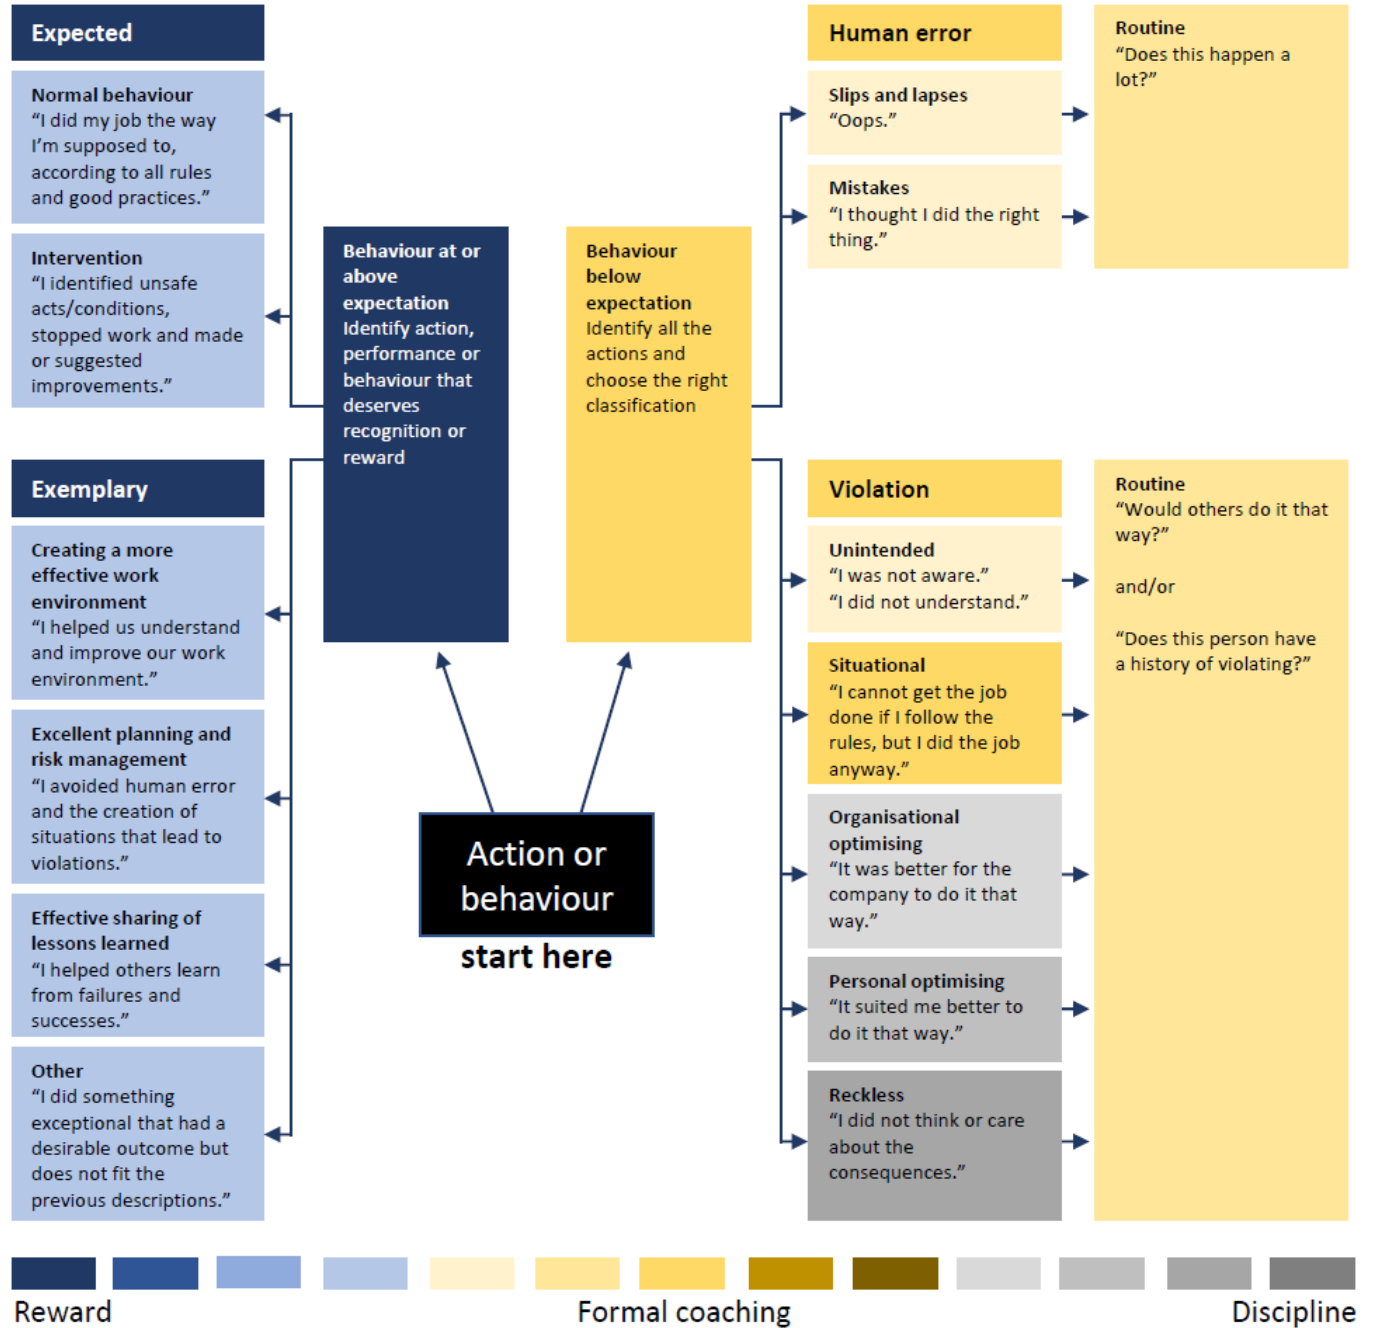 Expected
Normal behaviour
“I did my job the way
I’m supposed to,
according to all rules
and good practices.”
Intervention
“I identified unsafe
acts/conditions,
stopped work and made
or suggested
improvements.”
Exemplary
Creating a more
effective work
environment
“I helped us understand
and improve our work
environment.”
Excellent planning and
risk management
“I avoided human error
and the creation of
situations that lead to
violations.”
Effective sharing of
lessons learned
“I helped others learn
from failures and
successes.”
Other
“I did something
exceptional that had a
desirable outcome but
does not fit the
previous descriptions.”
Behaviour at or
above
expectation
Identify action,
performance or
behaviour that
deserves
recognition or
reward
Behaviour
below
expectation
Identify all the
actions and
choose the right
classification
Action or
behaviour
start here
Human error
Slips and lapses
“Oops.”
Mistakes
“I thought I did the right
thing.”
Routine
“Does this happen a
lot?”
Violation
Unintended
“I was not aware.”
“I did not understand.”
Situational
“I cannot get the job
done if I follow the
rules, but I did the job
anyway.”
Organisational
optimising
“It was better for the
company to do it that
way.”
Personal optimising
“It suited me better to
do it that way.”
Reckless
“I did not think or care
about the
consequences.”
Routine
“Would others do it that
way?”
and/or
“Does this person have
a history of violating?”
Reward
Formal coaching
Discipline